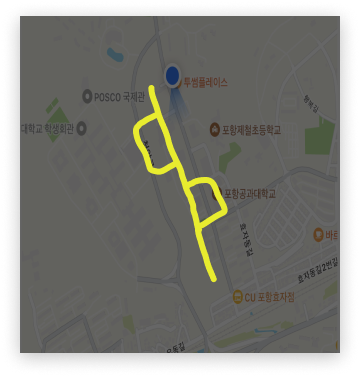 투썸플레이스
POSCO 국제관
포항제철초등학교
대학교 학생회관
포항공과대학교
효자동길
바로
효자동길2번길
CU 포항효자점